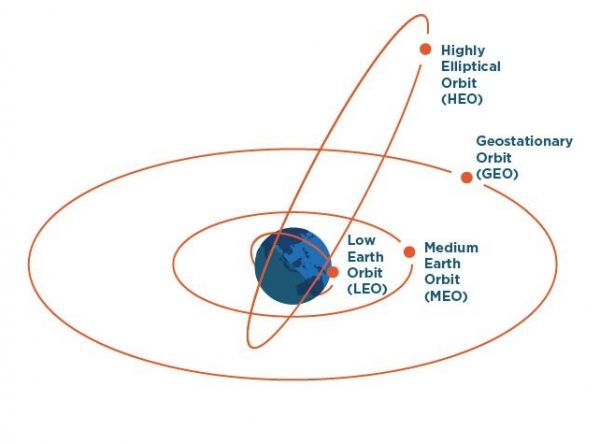 Highly
Elliptical
Orbit
(HEO)
Geostationary
Orbit
(GEO)
Low
Earth
Orbit
(LEO)
Medium
Earth
Orbit
(MEO)